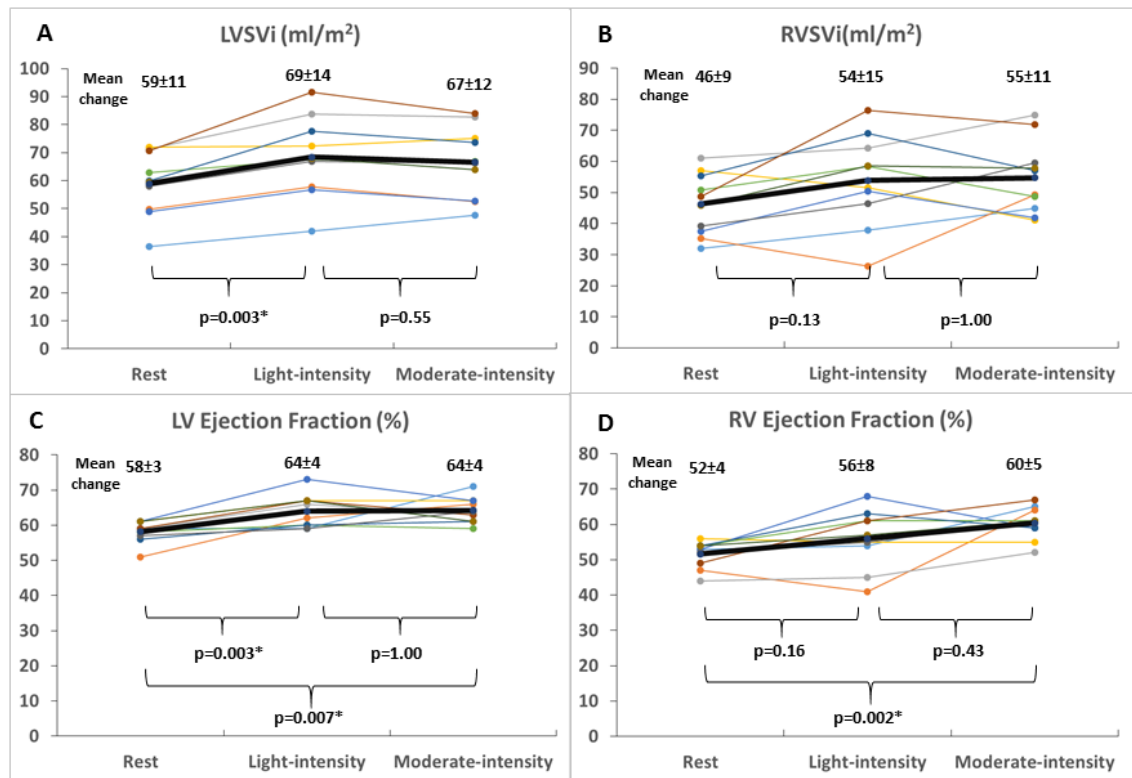 A
LVSVi (ml/m²)
Mean
change
59±11
69±14
67±12
100
90
80
70
60
50
40
30
20
10
0
p=0.003*
p=0.55
Rest
Light-intensity
Moderate-intensity
B
RVSVi(ml/m²)
Mean
change
46±9
54±15
55±11
90
80
70
60
50
40
30
20
10
0
p=0.13
p=1.00
Rest
Light-intensity
Moderate-intensity
C
LV Ejection Fraction (%)
Mean
change
58±3
64±4
64±4
80
70
60
50
40
30
20
10
0
p=0.003*
p=1.00
p=0.007*
Rest
Light-intensity
Moderate-intensity
D
RV Ejection Fraction (%)
Mean
change
52±4
56±8
60±5
80
70
60
50
40
30
20
10
0
p=0.16
p=0.43
p=0.002*
Rest
Light-intensity
Moderate-intensity